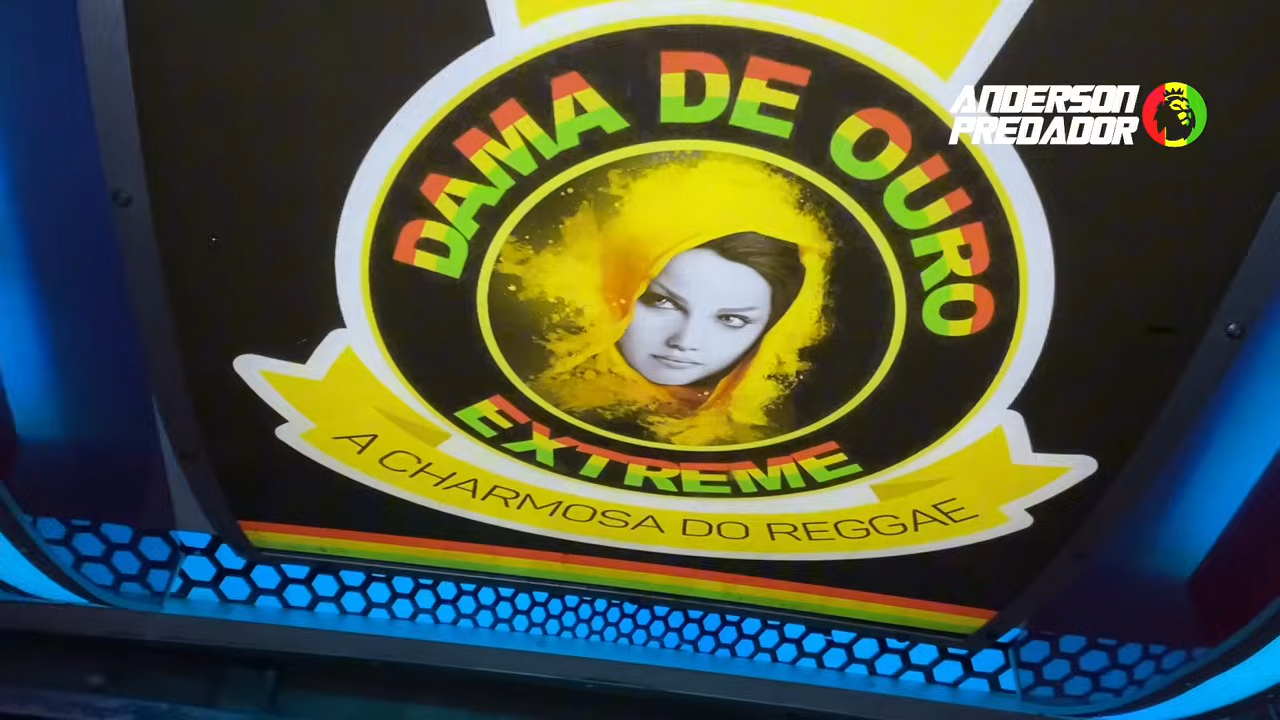 DAMA DE OURO
EXTREME
A CHARMOSA DO REGGAE
ANDERSON
PREDADOR